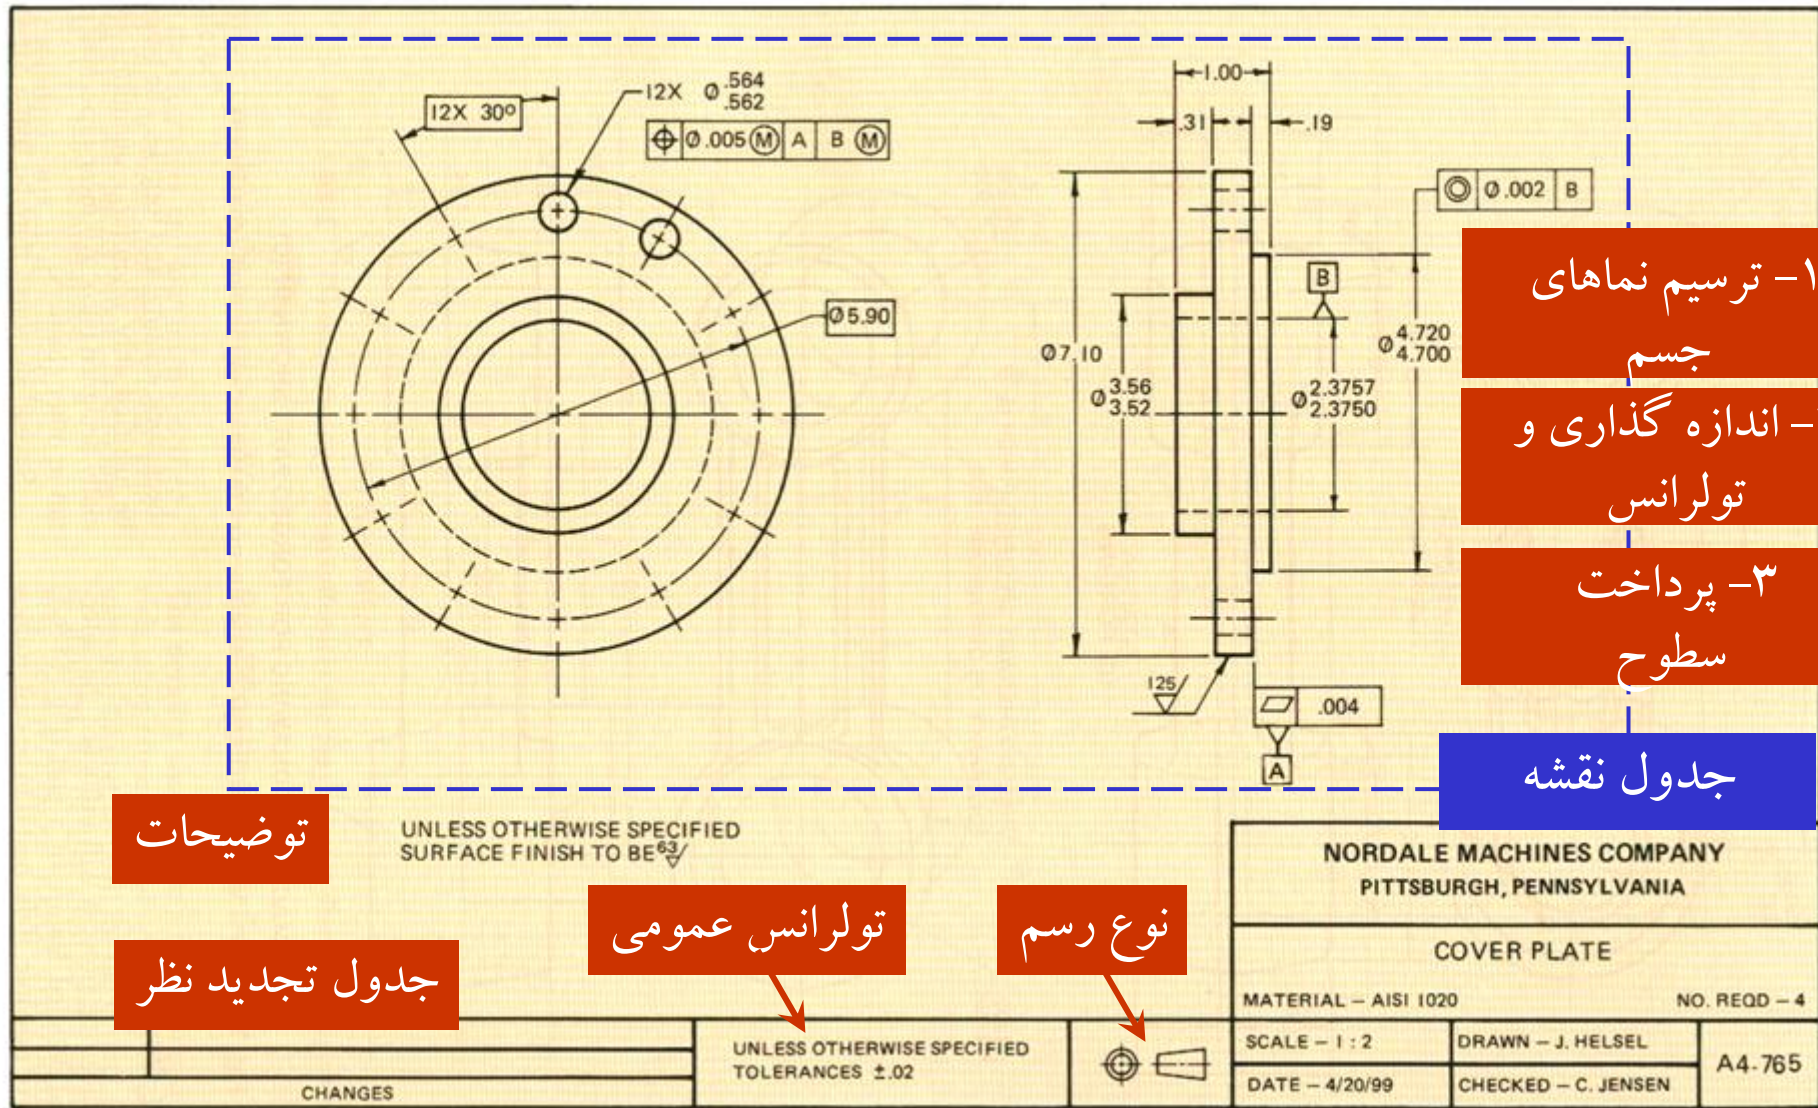 12X 30°
12X Ø .564
.562
⌖ Ø.005 Ⓜ A B Ⓜ
Ø5.90
1.00
.31
.19
◎ Ø.002 B
B
Ø7.10
Ø 3.56
3.52
Ø 2.3757
2.3750
Ø 4.720
4.700
125
⏥ .004
A
۱- ترسیم نماهای
جسم
- اندازه گذاری و
تولرانس
۳- پرداخت
سطوح
جدول نقشه
توضیحات
UNLESS OTHERWISE SPECIFIED
SURFACE FINISH TO BE 63
تولرانس عمومی
نوع رسم
جدول تجدید نظر
NORDALE MACHINES COMPANY
PITTSBURGH, PENNSYLVANIA
COVER PLATE
MATERIAL – AISI 1020 NO. REQD – 4
SCALE – 1 : 2 DRAWN – J. HELSEL
A4-765
DATE – 4/20/99 CHECKED – C. JENSEN
UNLESS OTHERWISE SPECIFIED
TOLERANCES ±.02
CHANGES